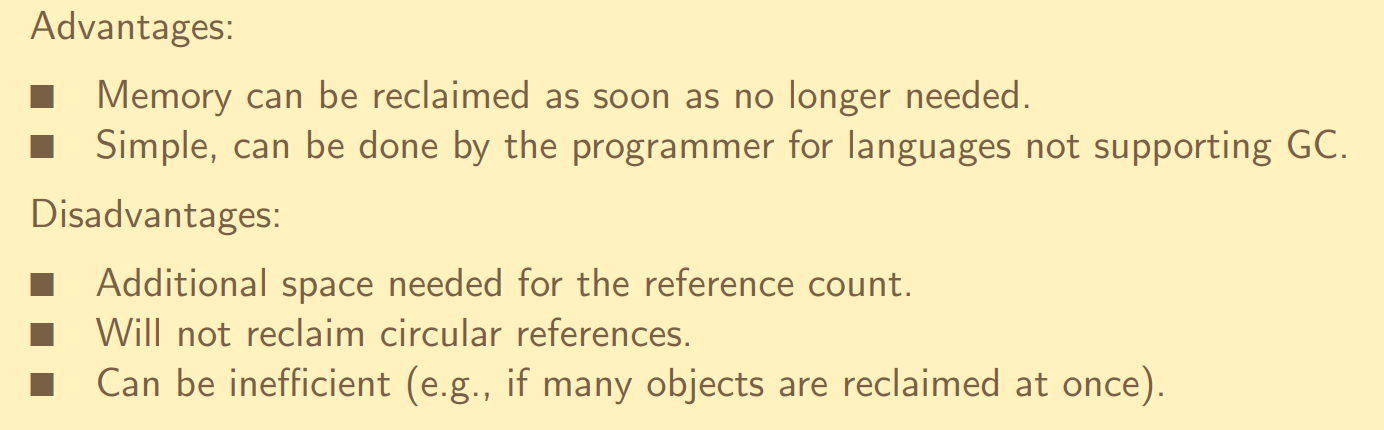 Advantages:
■ Memory can be reclaimed as soon as no longer needed.
■ Simple, can be done by the programmer for languages not supporting GC.
Disadvantages:
■ Additional space needed for the reference count.
■ Will not reclaim circular references.
■ Can be inefficient (e.g., if many objects are reclaimed at once).